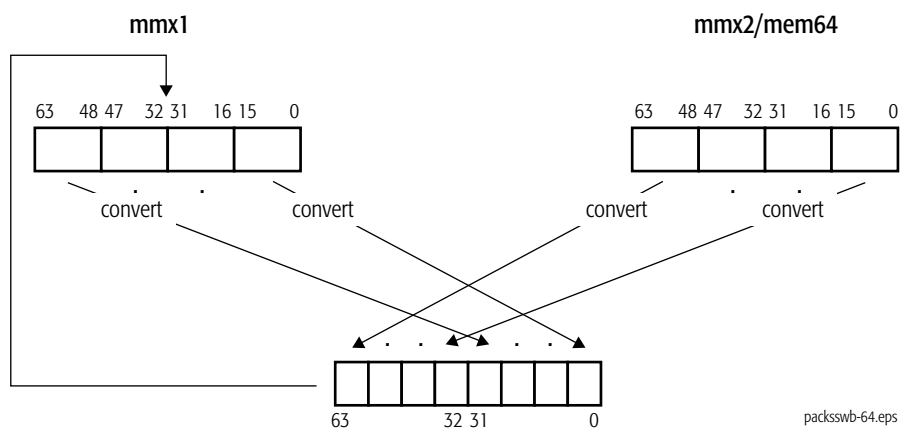 mmx1 mmx2/mem64
63 48 47 32 31 16 15 0 63 48 47 32 31 16 15 0
. . . .
convert convert convert convert
. . . .
63 32 31 0
packsswb-64.eps